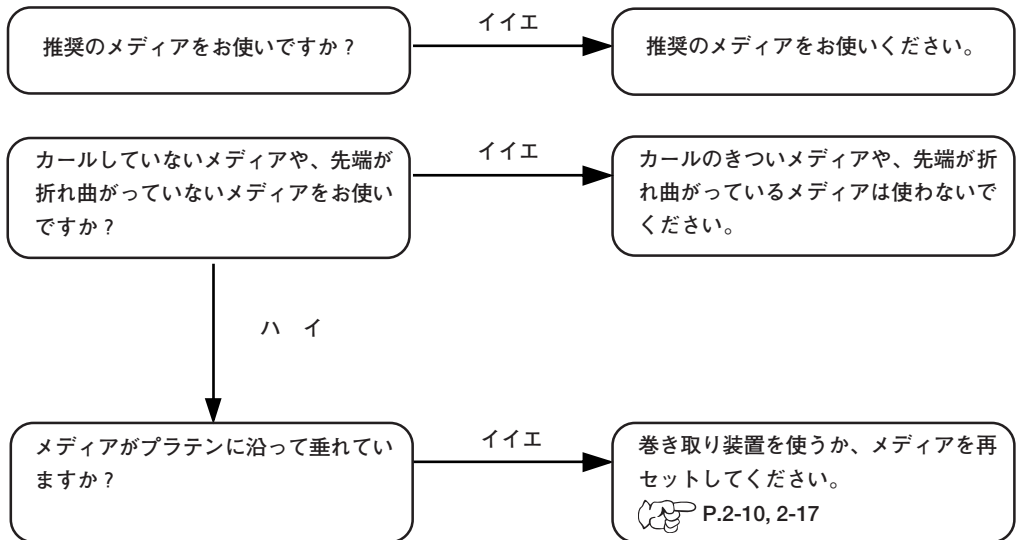 推奨のメディアをお使いですか？
イイエ
推奨のメディアをお使いください。
カールしていないメディアや、先端が
折れ曲がっていないメディアをお使い
ですか？
イイエ
カールのきついメディアや、先端が折
れ曲がっているメディアは使わないで
ください。
ハ　イ
メディアがプラテンに沿って垂れてい
ますか？
イイエ
巻き取り装置を使うか、メディアを再
セットしてください。
P.2-10, 2-17